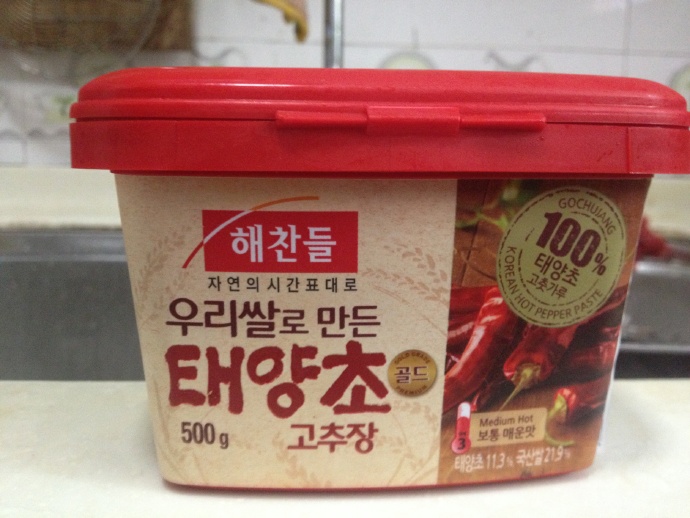 해찬들
자연의 시간표대로
우리쌀로 만든
태양초
골드
고추장
500g
GOCHUJANG
100%
태양초
고춧가루
KOREAN HOT PEPPER PASTE
3
Medium Hot
보통 매운맛
태양초 11.3% 국산쌀 21.9%